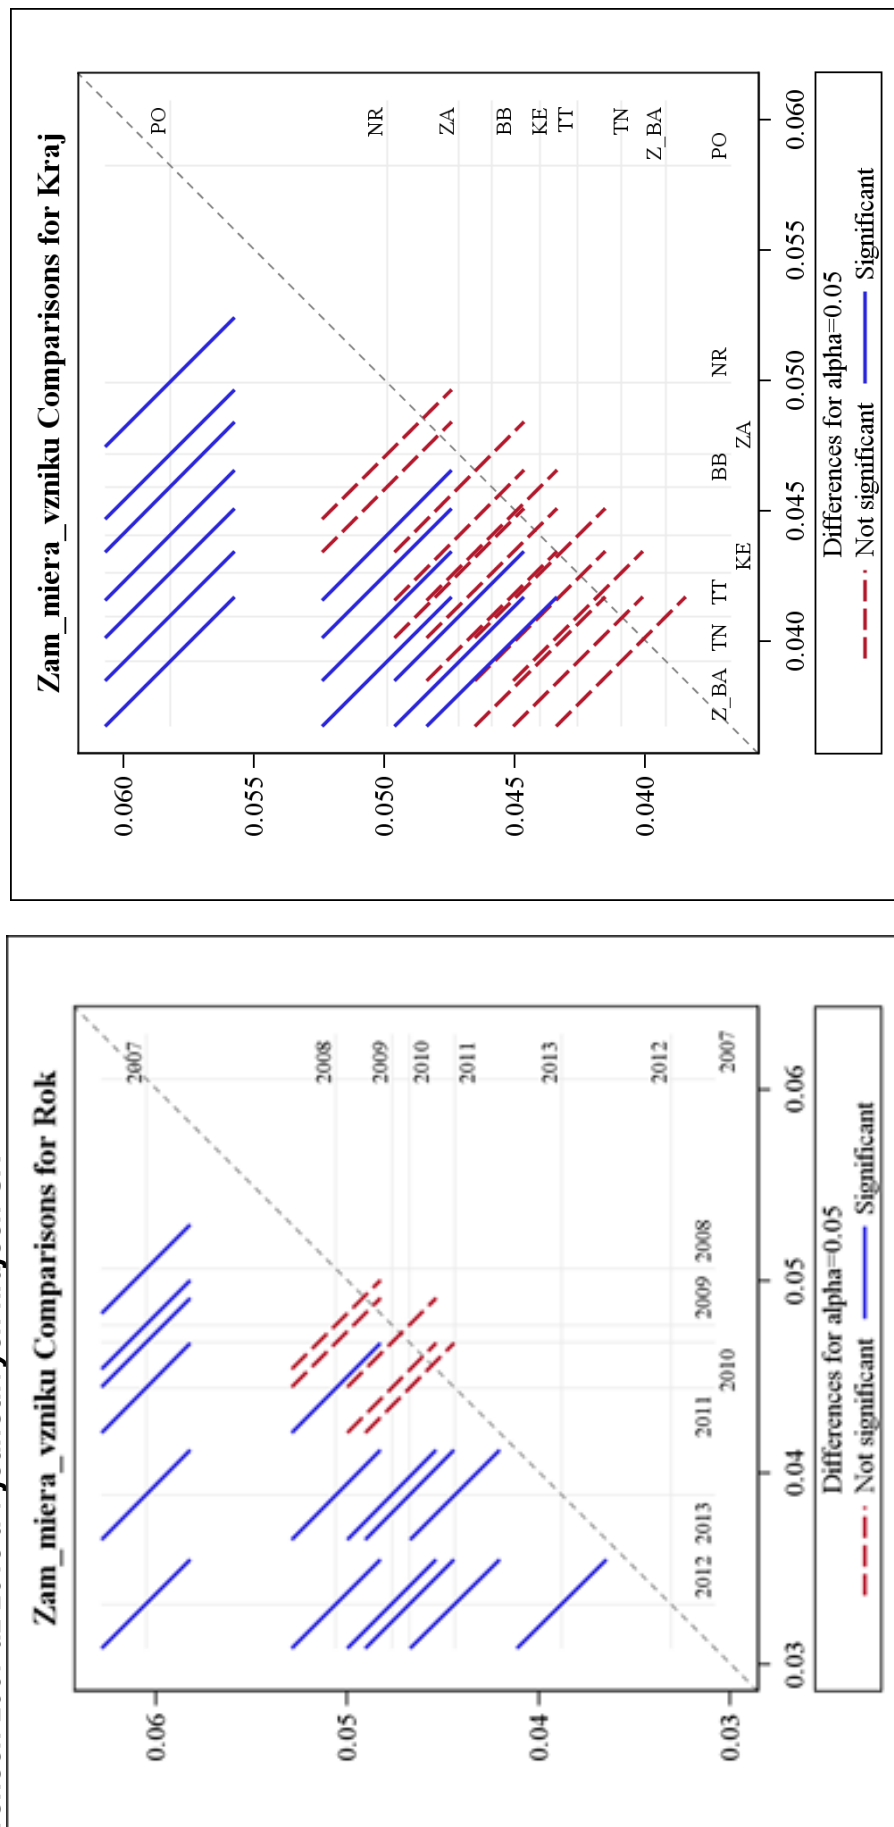 Zam_miera_vzniku Comparisons for Kraj
0.060
0.055
0.050
0.045
0.040
PO
NR
ZA
BB
KE
TT
TN
Z_BA
Z_BA
TN
TT
KE
BB
ZA
NR
PO
0.040
0.045
0.050
0.055
0.060
Differences for alpha=0.05
Not significant
Significant
Zam_miera_vzniku Comparisons for Rok
0.06
0.05
0.04
0.03
2007
2008
2009
2010
2011
2013
2012
2012
2013
2011
2010
2009
2008
2007
0.03
0.04
0.05
0.06
Differences for alpha=0.05
Not significant
Significant